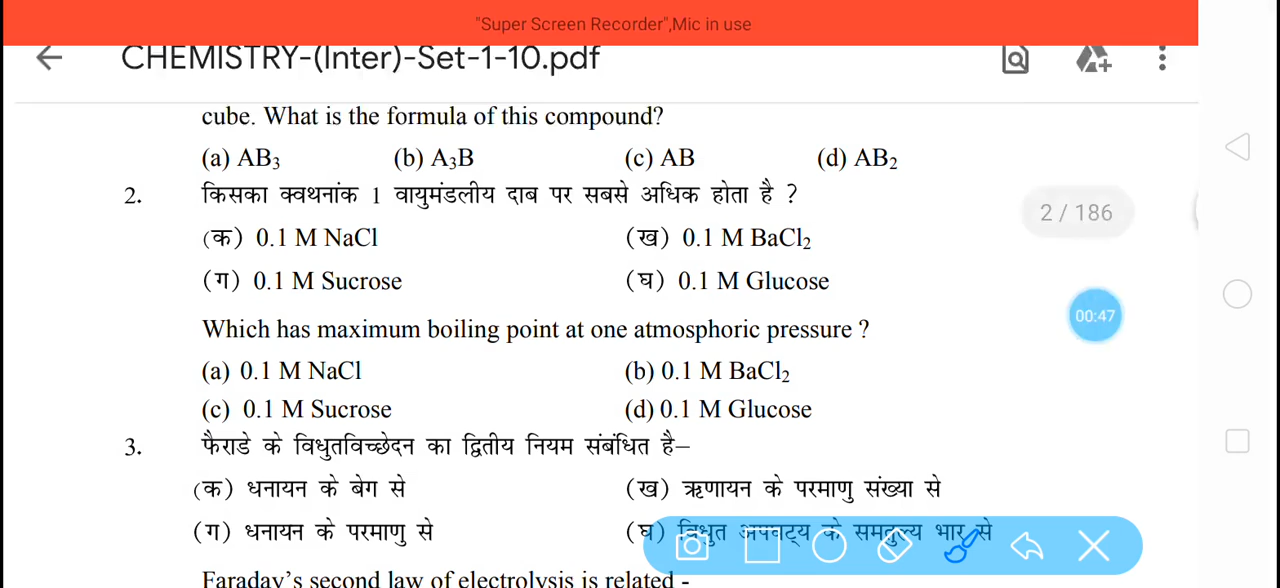 "Super Screen Recorder",Mic in use
CHEMISTRY-(Inter)-Set-1-10.pdf
cube. What is the formula of this compound?
(a) AB₃ (b) A₃B (c) AB (d) AB₂
2. किसका क्वथनांक 1 वायुमंडलीय दाब पर सबसे अधिक होता है ?
2 / 186
(क) 0.1 M NaCl (ख) 0.1 M BaCl₂
(ग) 0.1 M Sucrose (घ) 0.1 M Glucose
00:47
Which has maximum boiling point at one atmosphoric pressure ?
(a) 0.1 M NaCl (b) 0.1 M BaCl₂
(c) 0.1 M Sucrose (d) 0.1 M Glucose
3. फैराडे के विधुतविच्छेदन का द्वितीय नियम संबंधित है–
(क) धनायन के बेग से (ख) ऋणायन के परमाणु संख्या से
(ग) धनायन के परमाणु से (घ) विधुत अपघट्य के समतुल्य भार से
Faraday's second law of electrolysis is related -